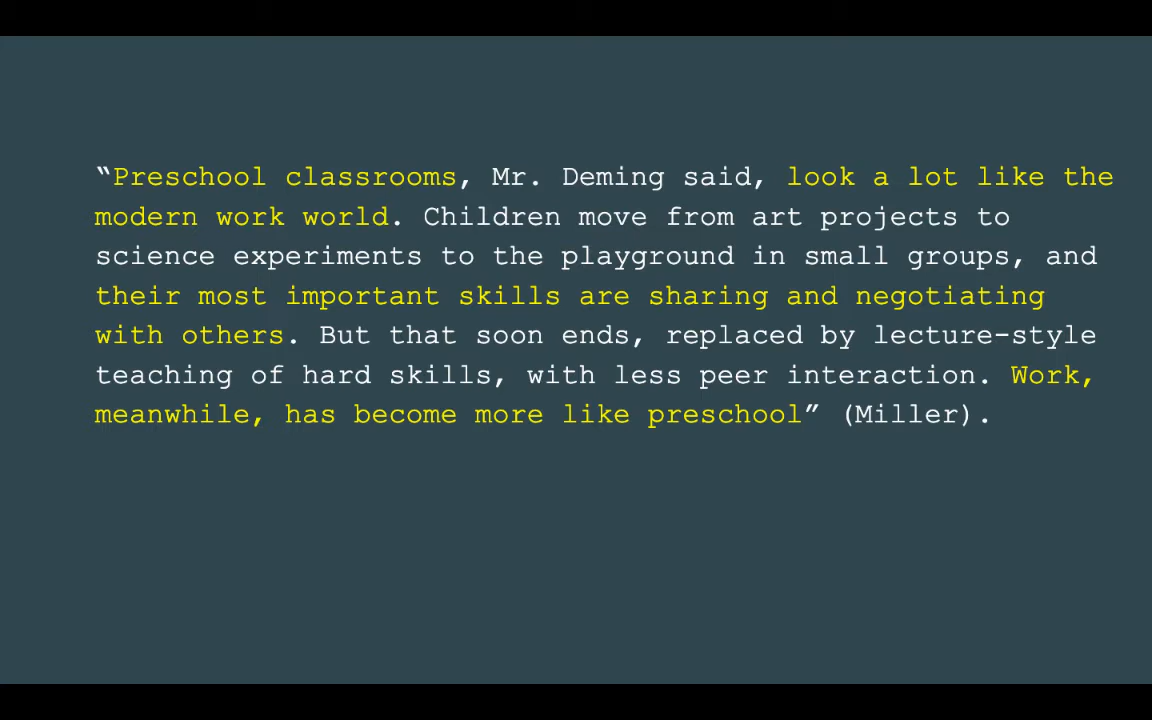 “Preschool classrooms, Mr. Deming said, look a lot like the
modern work world. Children move from art projects to
science experiments to the playground in small groups, and
their most important skills are sharing and negotiating
with others. But that soon ends, replaced by lecture-style
teaching of hard skills, with less peer interaction. Work,
meanwhile, has become more like preschool” (Miller).